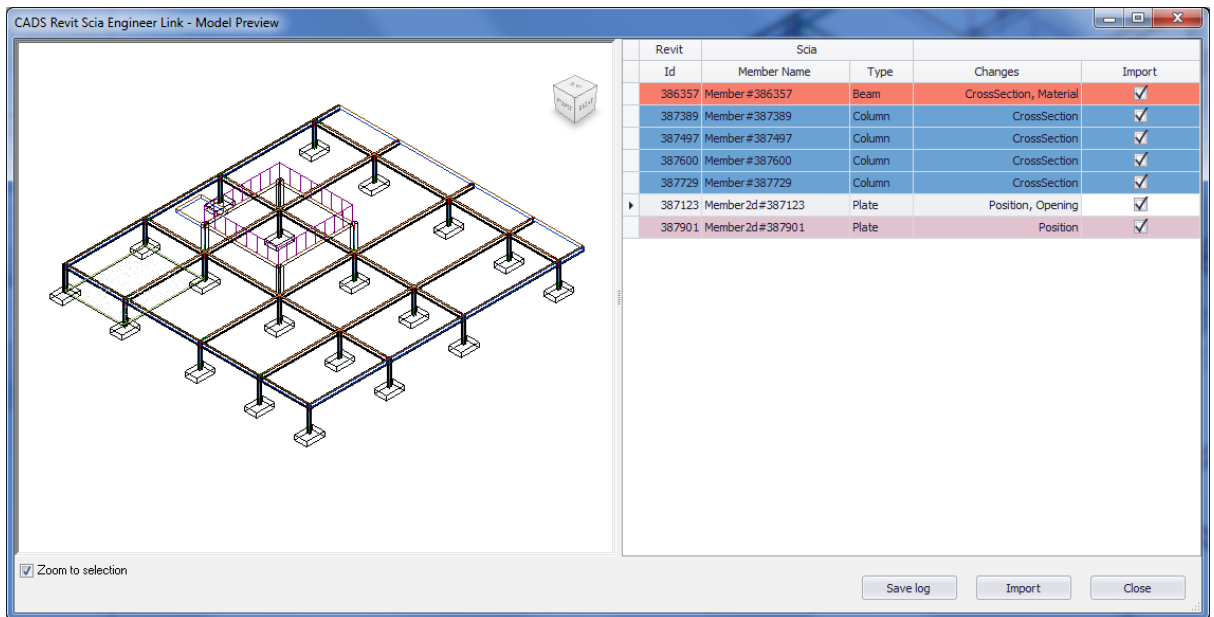 CADS Revit Scia Engineer Link - Model Preview
Revit Scia
Id Member Name Type Changes Import
386357 Member#386357 Beam CrossSection, Material
387389 Member#387389 Column CrossSection
387497 Member#387497 Column CrossSection
387600 Member#387600 Column CrossSection
387729 Member#387729 Column CrossSection
387123 Member2d#387123 Plate Position, Opening
387901 Member2d#387901 Plate Position
Zoom to selection
Save log Import Close